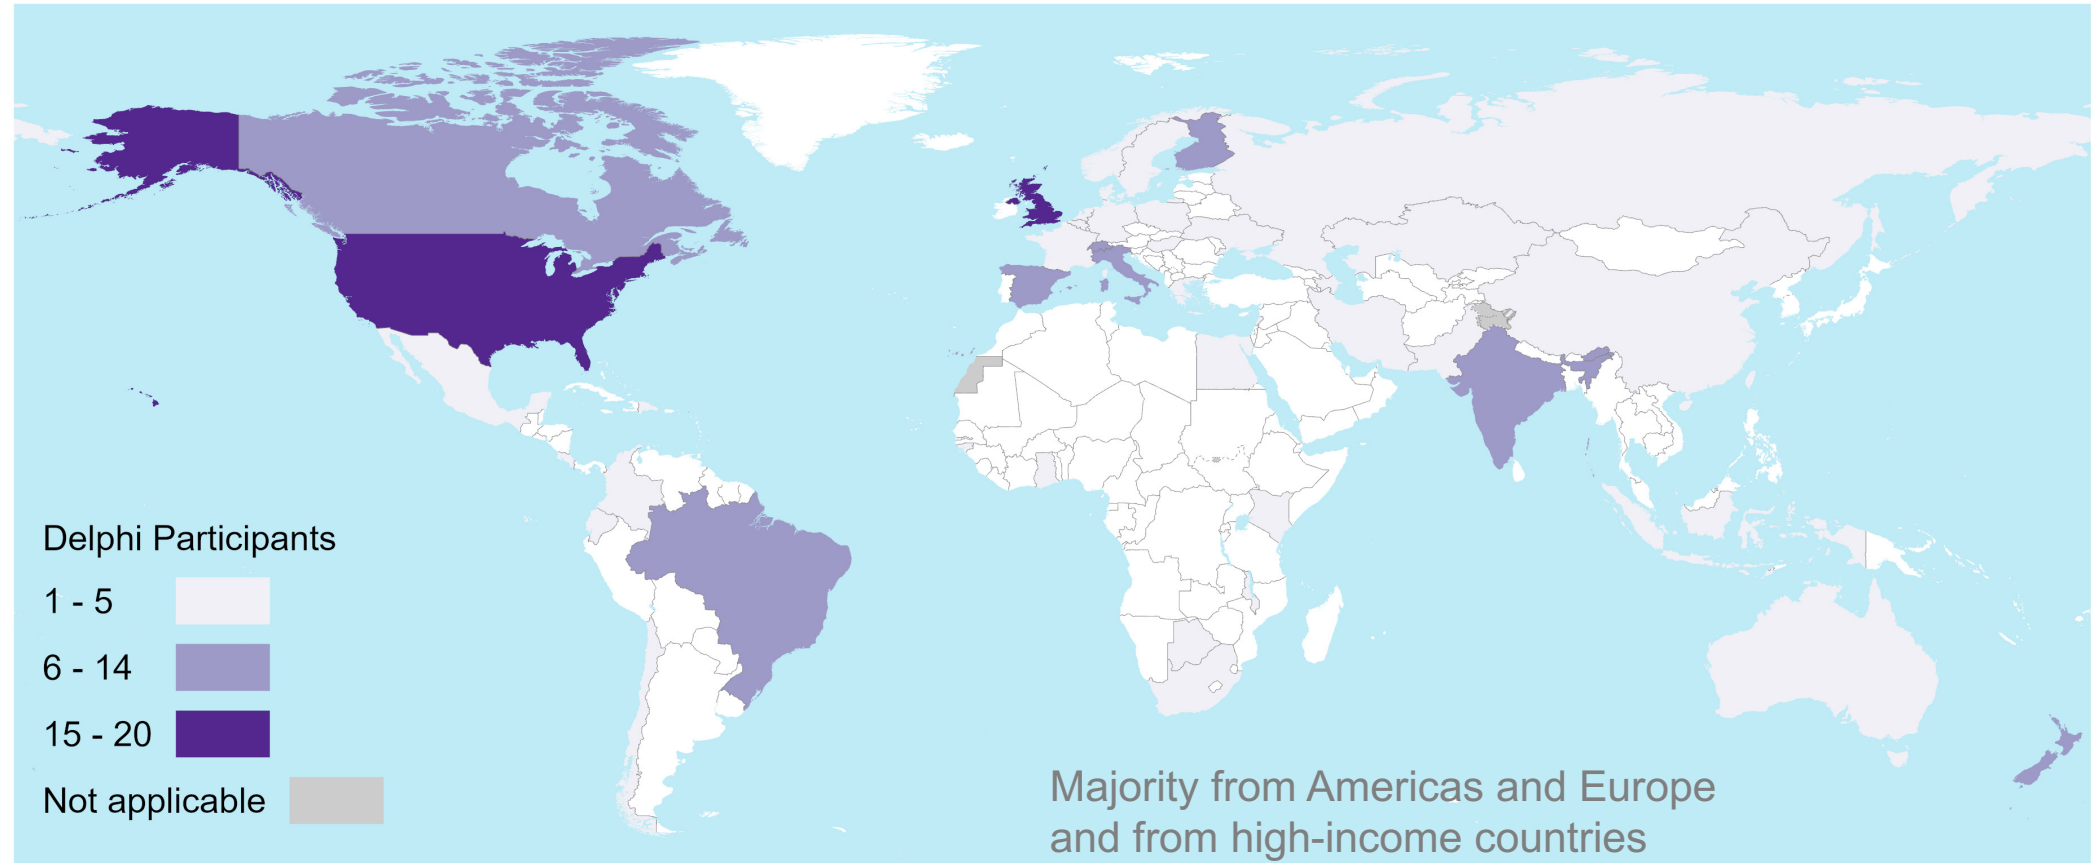 Delphi Participants
1 - 5
6 - 14
15 - 20
Not applicable
Majority from Americas and Europe
and from high-income countries